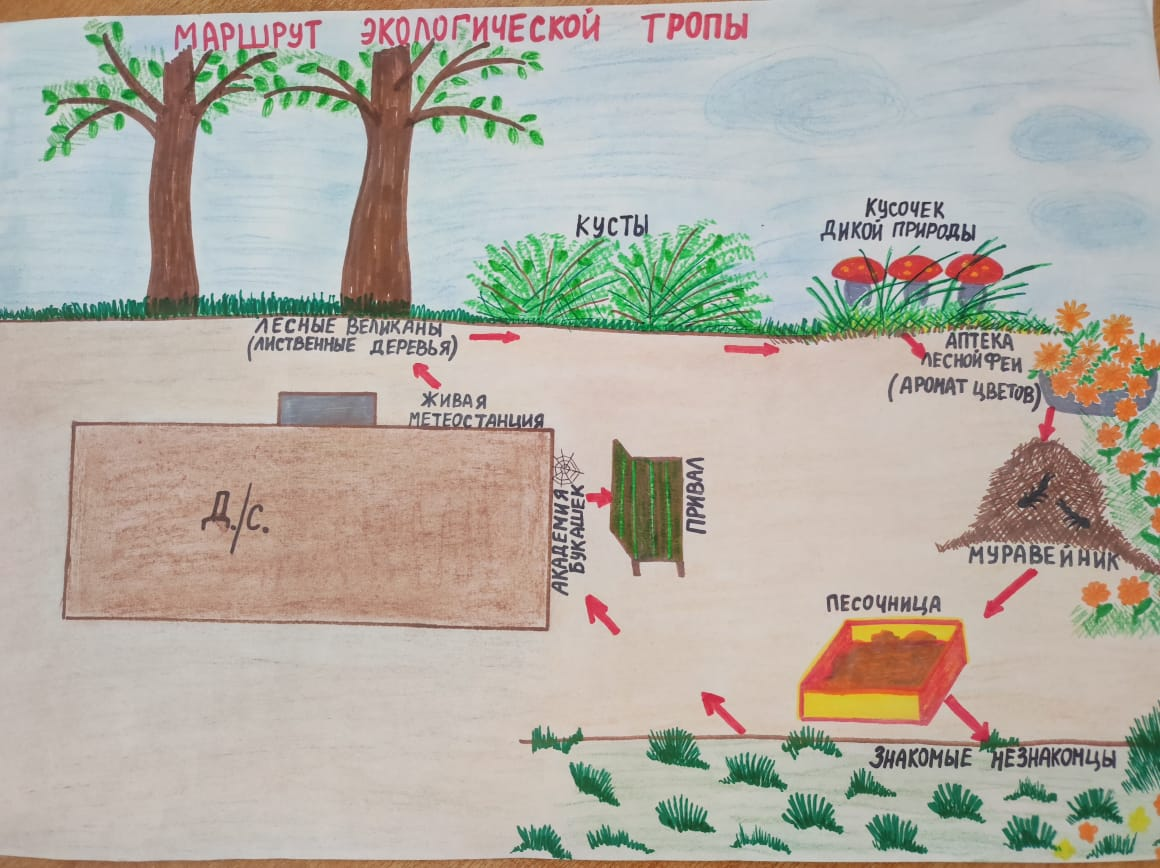 МАРШРУТ ЭКОЛОГИЧЕСКОЙ ТРОПЫ
КУСТЫ
КУСОЧЕК
ДИКОЙ ПРИРОДЫ
ЛЕСНЫЕ ВЕЛИКАНЫ
(ЛИСТВЕННЫЕ ДЕРЕВЬЯ)
АПТЕКА
ЛЕСНОЙ ФЕИ
(АРОМАТ ЦВЕТОВ)
ЖИВАЯ
МЕТЕОСТАНЦИЯ
Д./с.
АКАДЕМИЯ
БУКАШЕК
ПРИВАЛ
МУРАВЕЙНИК
ПЕСОЧНИЦА
ЗНАКОМЫЕ НЕЗНАКОМЦЫ